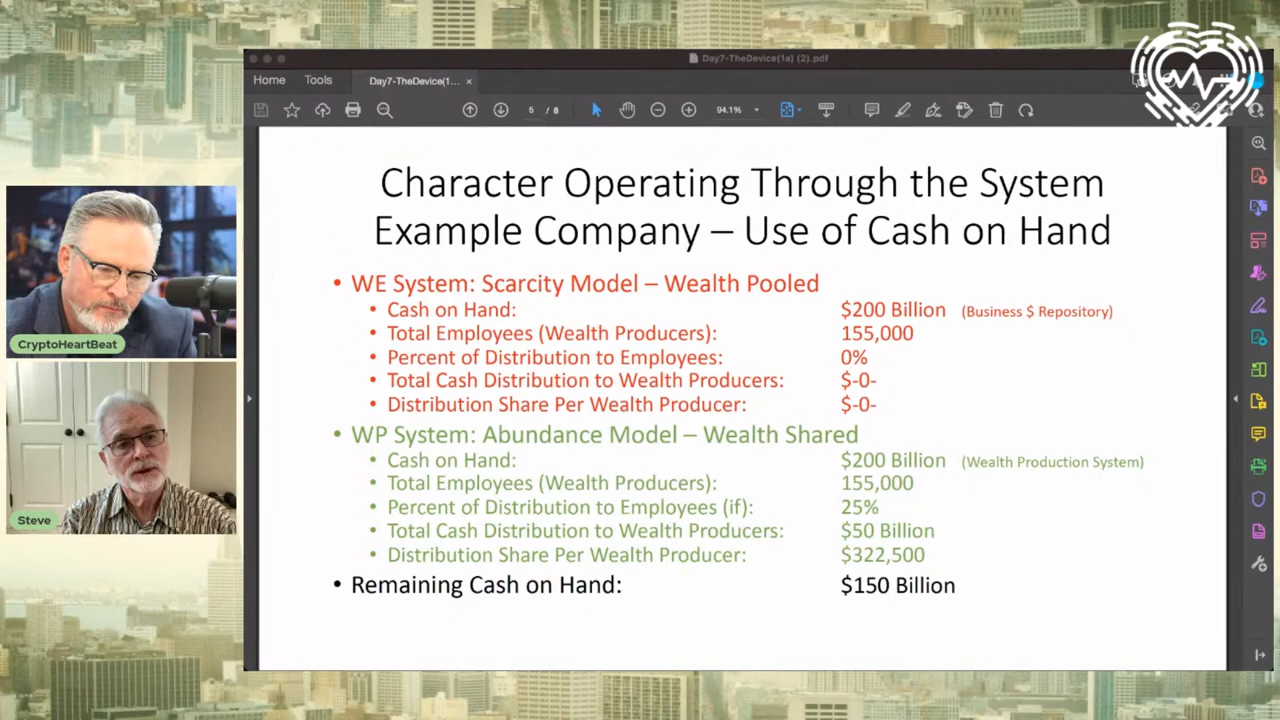 Day7-TheDevice(1a) (2).pdf
Home Tools Day7-TheDevice(1... ×
5 / 8 94.1%
Character Operating Through the System
Example Company – Use of Cash on Hand
• WE System: Scarcity Model – Wealth Pooled
• Cash on Hand: $200 Billion (Business $ Repository)
• Total Employees (Wealth Producers): 155,000
• Percent of Distribution to Employees: 0%
• Total Cash Distribution to Wealth Producers: $-0-
• Distribution Share Per Wealth Producer: $-0-
• WP System: Abundance Model – Wealth Shared
• Cash on Hand: $200 Billion (Wealth Production System)
• Total Employees (Wealth Producers): 155,000
• Percent of Distribution to Employees (if): 25%
• Total Cash Distribution to Wealth Producers: $50 Billion
• Distribution Share Per Wealth Producer: $322,500
• Remaining Cash on Hand: $150 Billion
CryptoHeartBeat
Steve